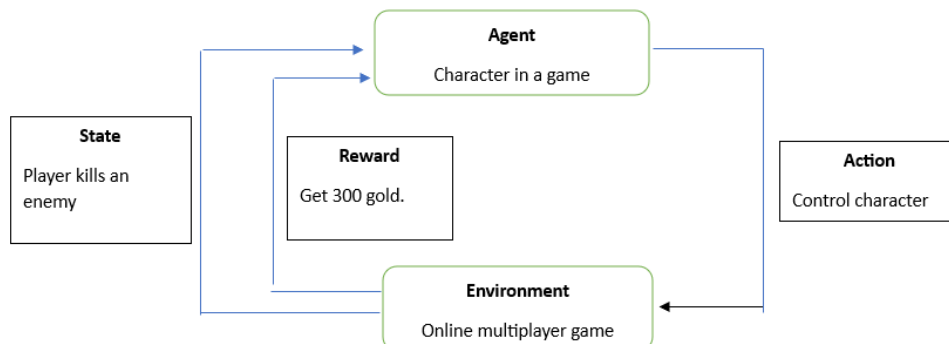 Agent
Character in a game
State
Player kills an
enemy
Reward
Get 300 gold.
Action
Control character
Environment
Online multiplayer game